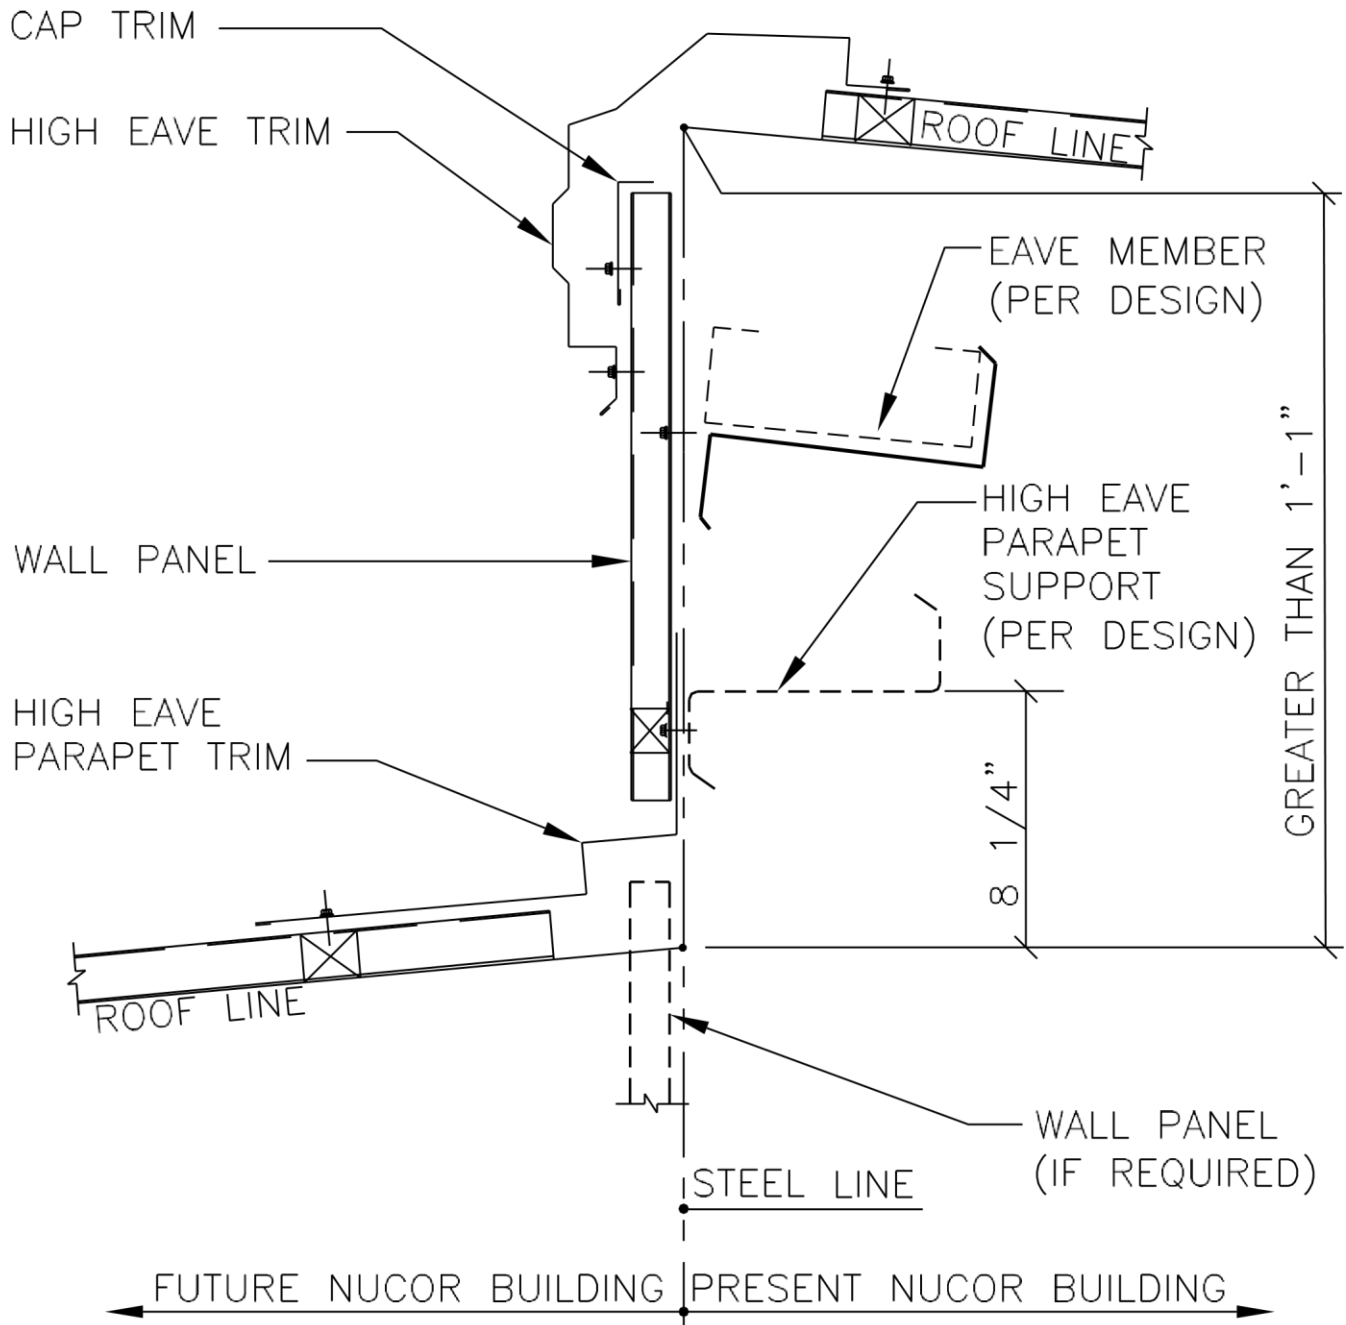 CAP TRIM
HIGH EAVE TRIM
ROOF LINE
EAVE MEMBER
(PER DESIGN)
HIGH EAVE
PARAPET
SUPPORT
(PER DESIGN)
GREATER THAN 1'-1"
WALL PANEL
HIGH EAVE
PARAPET TRIM
8 1/4"
ROOF LINE
WALL PANEL
(IF REQUIRED)
STEEL LINE
FUTURE NUCOR BUILDING
PRESENT NUCOR BUILDING